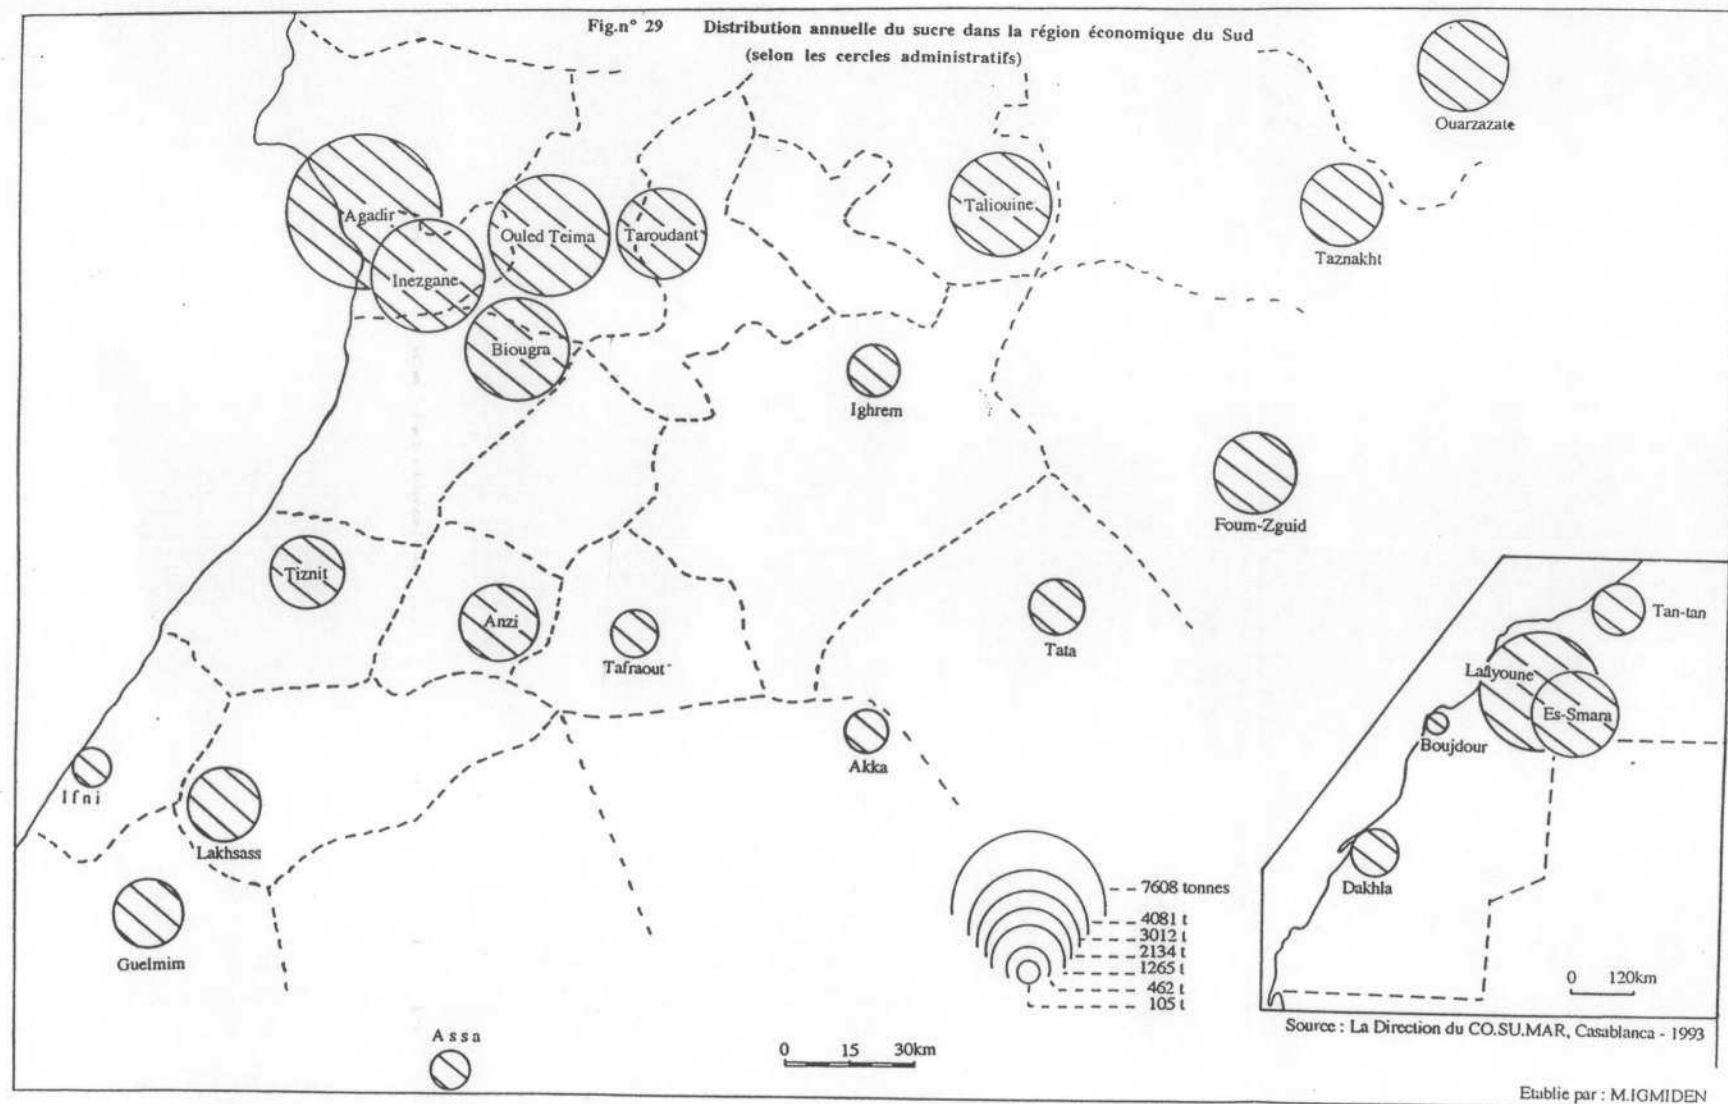 Fig.n° 29 Distribution annuelle du sucre dans la région économique du Sud
(selon les cercles administratifs)
Ouarzazate
Agadir
Ouled Teima
Taroudant
Taliouine
Taznakht
Inezgane
Biougra
Ighrem
Foum-Zguid
Tiznit
Anzi
Tafraout
Tata
Tan-tan
Laâyoune
Es-Smara
Boujdour
Akka
Ifni
Lakhsass
Dakhla
Guelmim
Assa
7608 tonnes
4081 t
3012 t
2134 t
1265 t
462 t
105 t
0 120km
0 15 30km
Source : La Direction du CO.SU.MAR, Casablanca - 1993
Etablie par : M.IGMIDEN